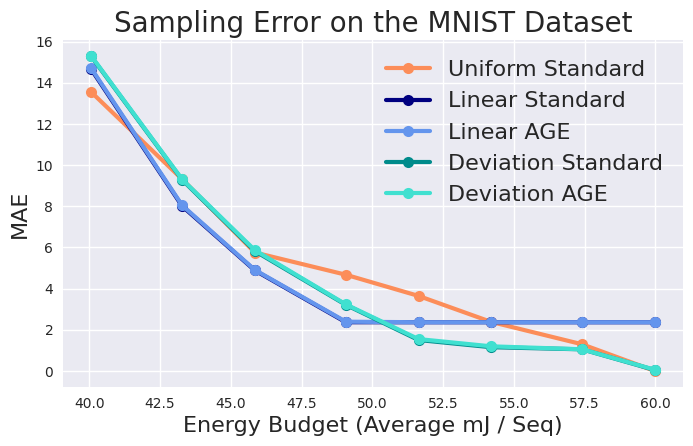 Sampling Error on the MNIST Dataset
16
14
12
10
8
6
4
2
0
MAE
Uniform Standard
Linear Standard
Linear AGE
Deviation Standard
Deviation AGE
40.0 42.5 45.0 47.5 50.0 52.5 55.0 57.5 60.0
Energy Budget (Average mJ / Seq)